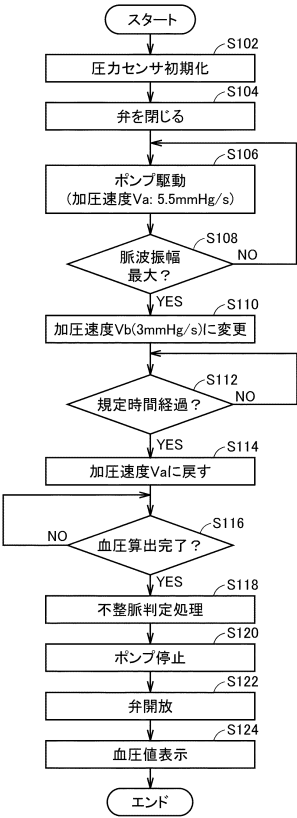 スタート
S102
圧力センサ初期化
S104
弁を閉じる
S106
ポンプ駆動
(加圧速度Va: 5.5mmHg/s)
S108
脈波振幅
最大？
NO
YES
S110
加圧速度Vb(3mmHg/s)に変更
S112
規定時間経過？
NO
YES
S114
加圧速度Vaに戻す
S116
血圧算出完了？
NO
YES
S118
不整脈判定処理
S120
ポンプ停止
S122
弁開放
S124
血圧値表示
エンド